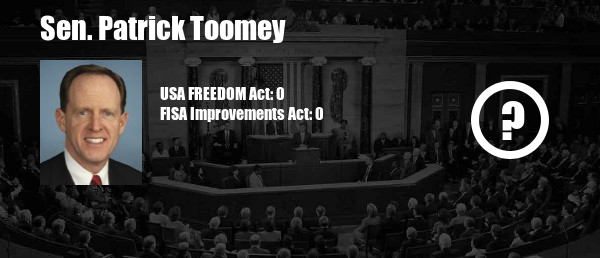 Sen. Patrick Toomey
USA FREEDOM Act: 0
FISA Improvements Act: 0
?